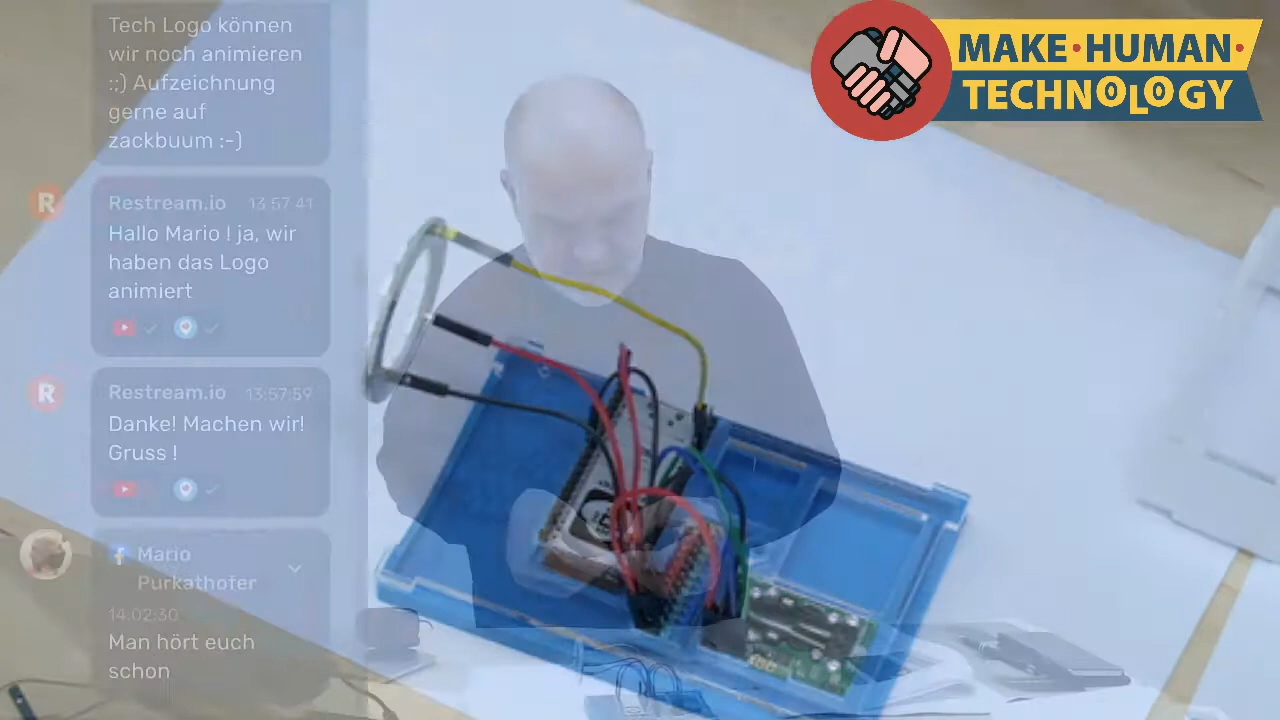 Tech Logo können
wir noch animieren
:;) Aufzeichnung
gerne auf
zackbuum :-)
R
Restream.io 13:57:41
Hallo Mario ! ja, wir
haben das Logo
animiert
R
Restream.io 13:57:59
Danke! Machen wir!
Gruss !
Mario
Purkathofer
14:02:30
Man hört euch
schon
MAKE·HUMAN·
TECHNOLOGY